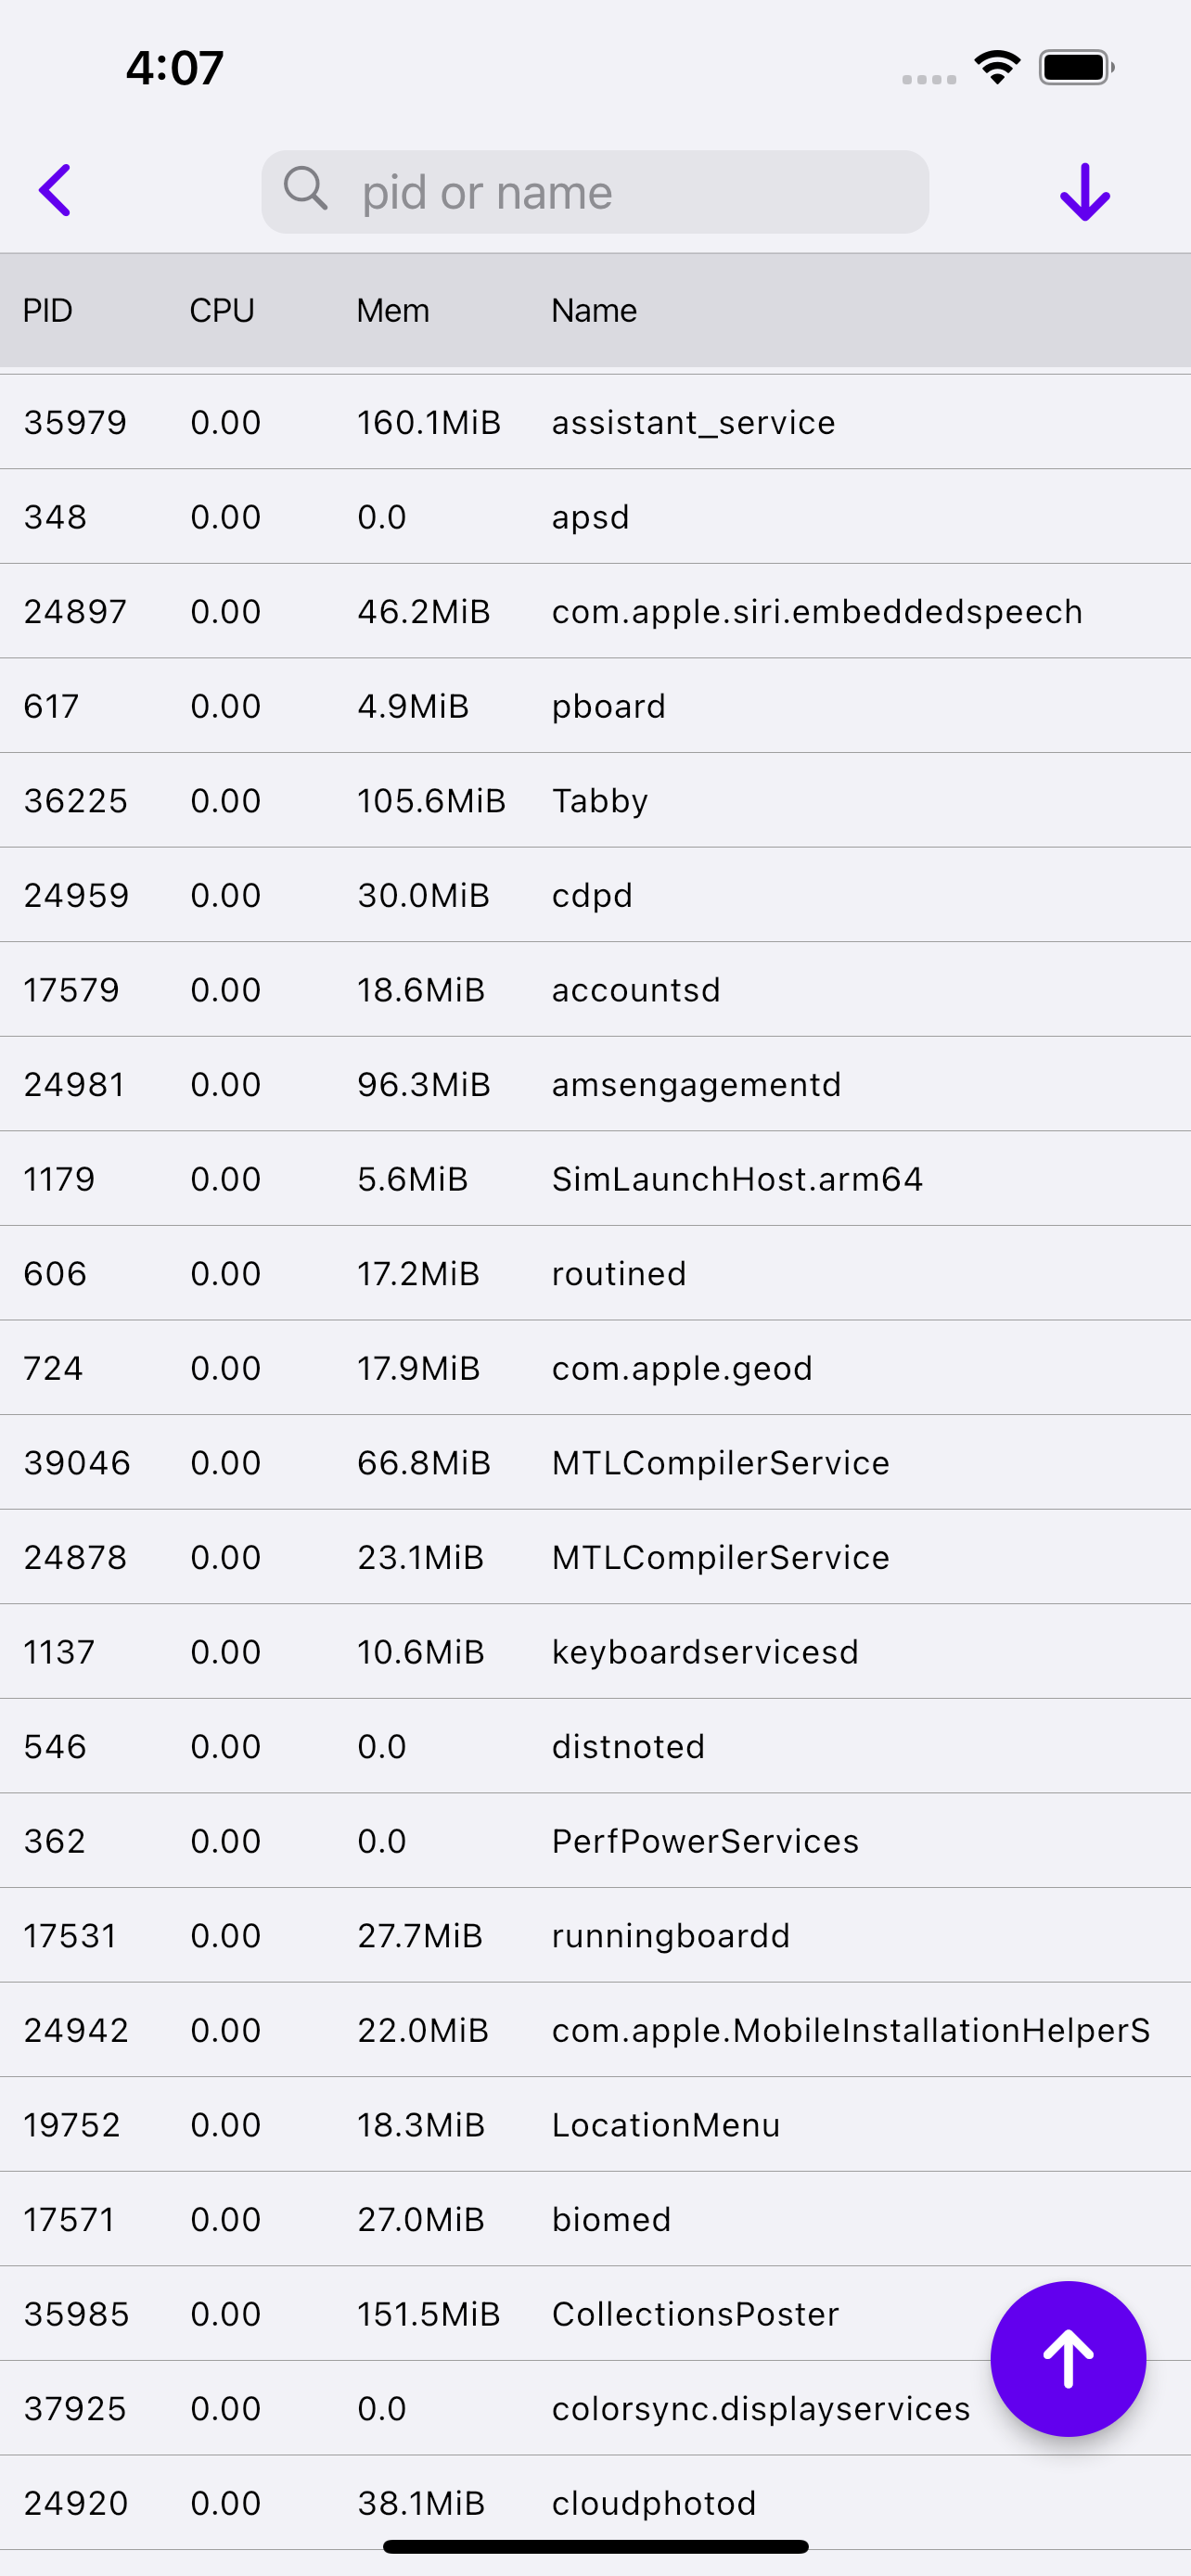 4:07
pid or name
PID CPU Mem Name
35979 0.00 160.1MiB assistant_service
348 0.00 0.0 apsd
24897 0.00 46.2MiB com.apple.siri.embeddedspeech
617 0.00 4.9MiB pboard
36225 0.00 105.6MiB Tabby
24959 0.00 30.0MiB cdpd
17579 0.00 18.6MiB accountsd
24981 0.00 96.3MiB amsengagementd
1179 0.00 5.6MiB SimLaunchHost.arm64
606 0.00 17.2MiB routined
724 0.00 17.9MiB com.apple.geod
39046 0.00 66.8MiB MTLCompilerService
24878 0.00 23.1MiB MTLCompilerService
1137 0.00 10.6MiB keyboardservicesd
546 0.00 0.0 distnoted
362 0.00 0.0 PerfPowerServices
17531 0.00 27.7MiB runningboardd
24942 0.00 22.0MiB com.apple.MobileInstallationHelperS
19752 0.00 18.3MiB LocationMenu
17571 0.00 27.0MiB biomed
35985 0.00 151.5MiB CollectionsPoster
37925 0.00 0.0 colorsync.displayservices
24920 0.00 38.1MiB cloudphotod